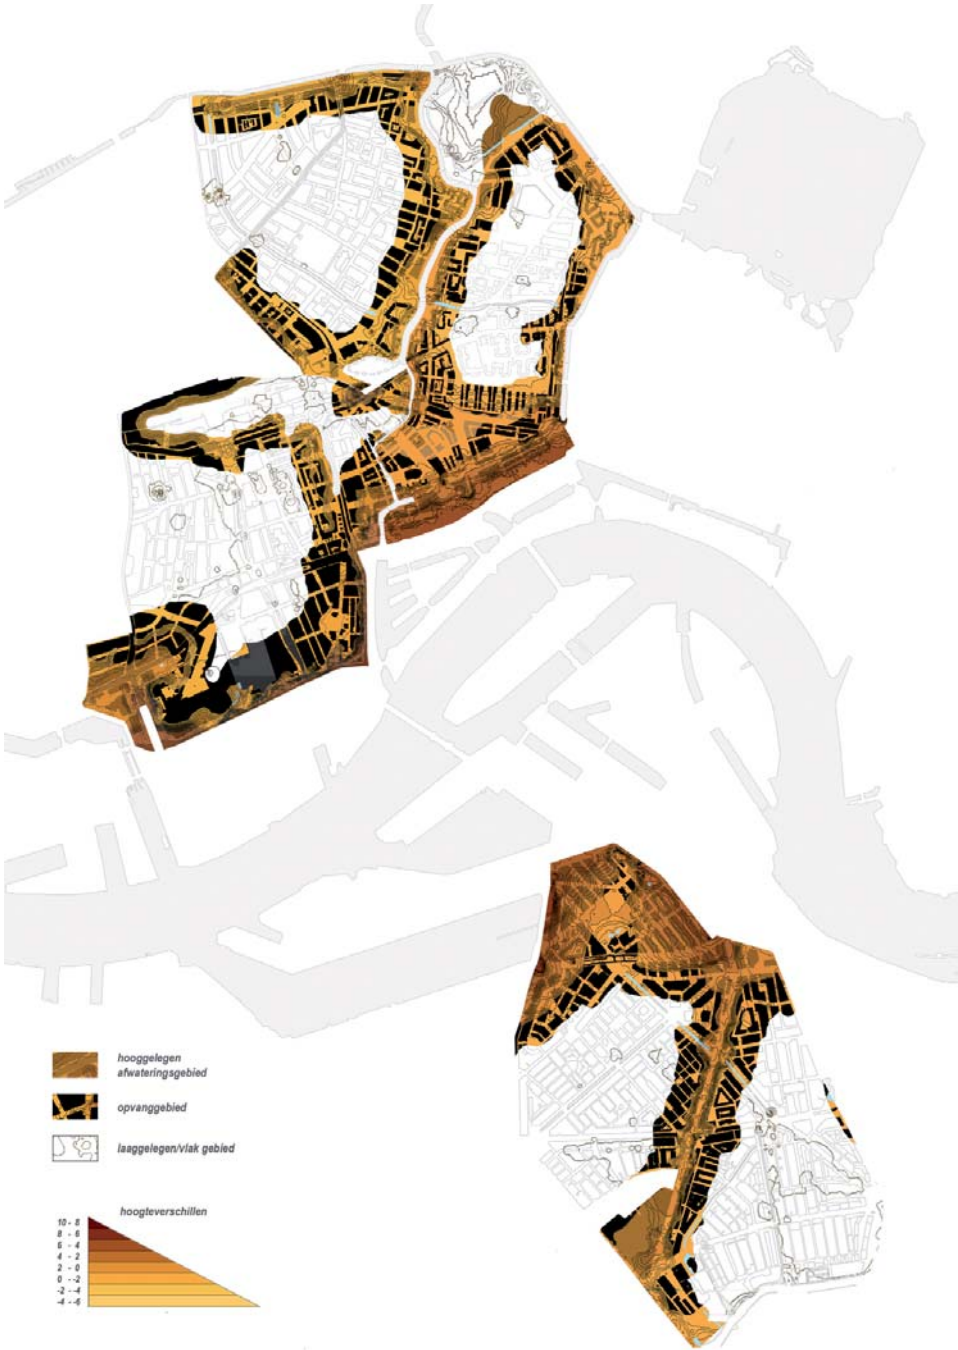 hooggelegen
afwateringsgebied
opvanggebied
laaggelegen/vlak gebied
hoogteverschillen
10 - 8
8 - 6
6 - 4
4 - 2
2 - 0
0 - -2
-2 - -4
-4 - -6